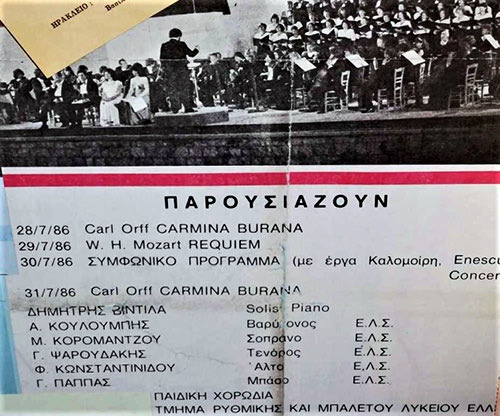 ΗΡΑΚΛΕΙΟ :
ΠΑΡΟΥΣΙΑΖΟΥΝ
28/7/86 Carl Orff CARMINA BURANA
29/7/86 W. H. Mozart REQUIEM
30/7/86 ΣΥΜΦΩΝΙΚΟ ΠΡΟΓΡΑΜΜΑ (με έργα Καλομοίρη, Enescu
Concer
31/7/86 Carl Orff CARMINA BURANA
ΔΗΜΗΤΡΗΣ ΒΙΝΤΙΛΑ Solist Piano
Α. ΚΟΥΛΟΥΜΠΗΣ Βαρύτονος Ε.Λ.Σ.
Μ. ΚΟΡΟΜΑΝΤΖΟΥ Σοπράνο Ε.Λ.Σ.
Γ. ΨΑΡΟΥΔΑΚΗΣ Τενόρος Ε.Λ.Σ.
Φ. ΚΩΝΣΤΑΝΤΙΝΙΔΟΥ Άλτο Ε.Λ.Σ.
Γ. ΠΑΠΠΑΣ Μπάσο Ε.Λ.Σ.
ΠΑΙΔΙΚΗ ΧΟΡΩΔΙΑ
ΤΜΗΜΑ ΡΥΘΜΙΚΗΣ ΚΑΙ ΜΠΑΛΕΤΟΥ ΛΥΚΕΙΟΥ ΕΛΛΗ